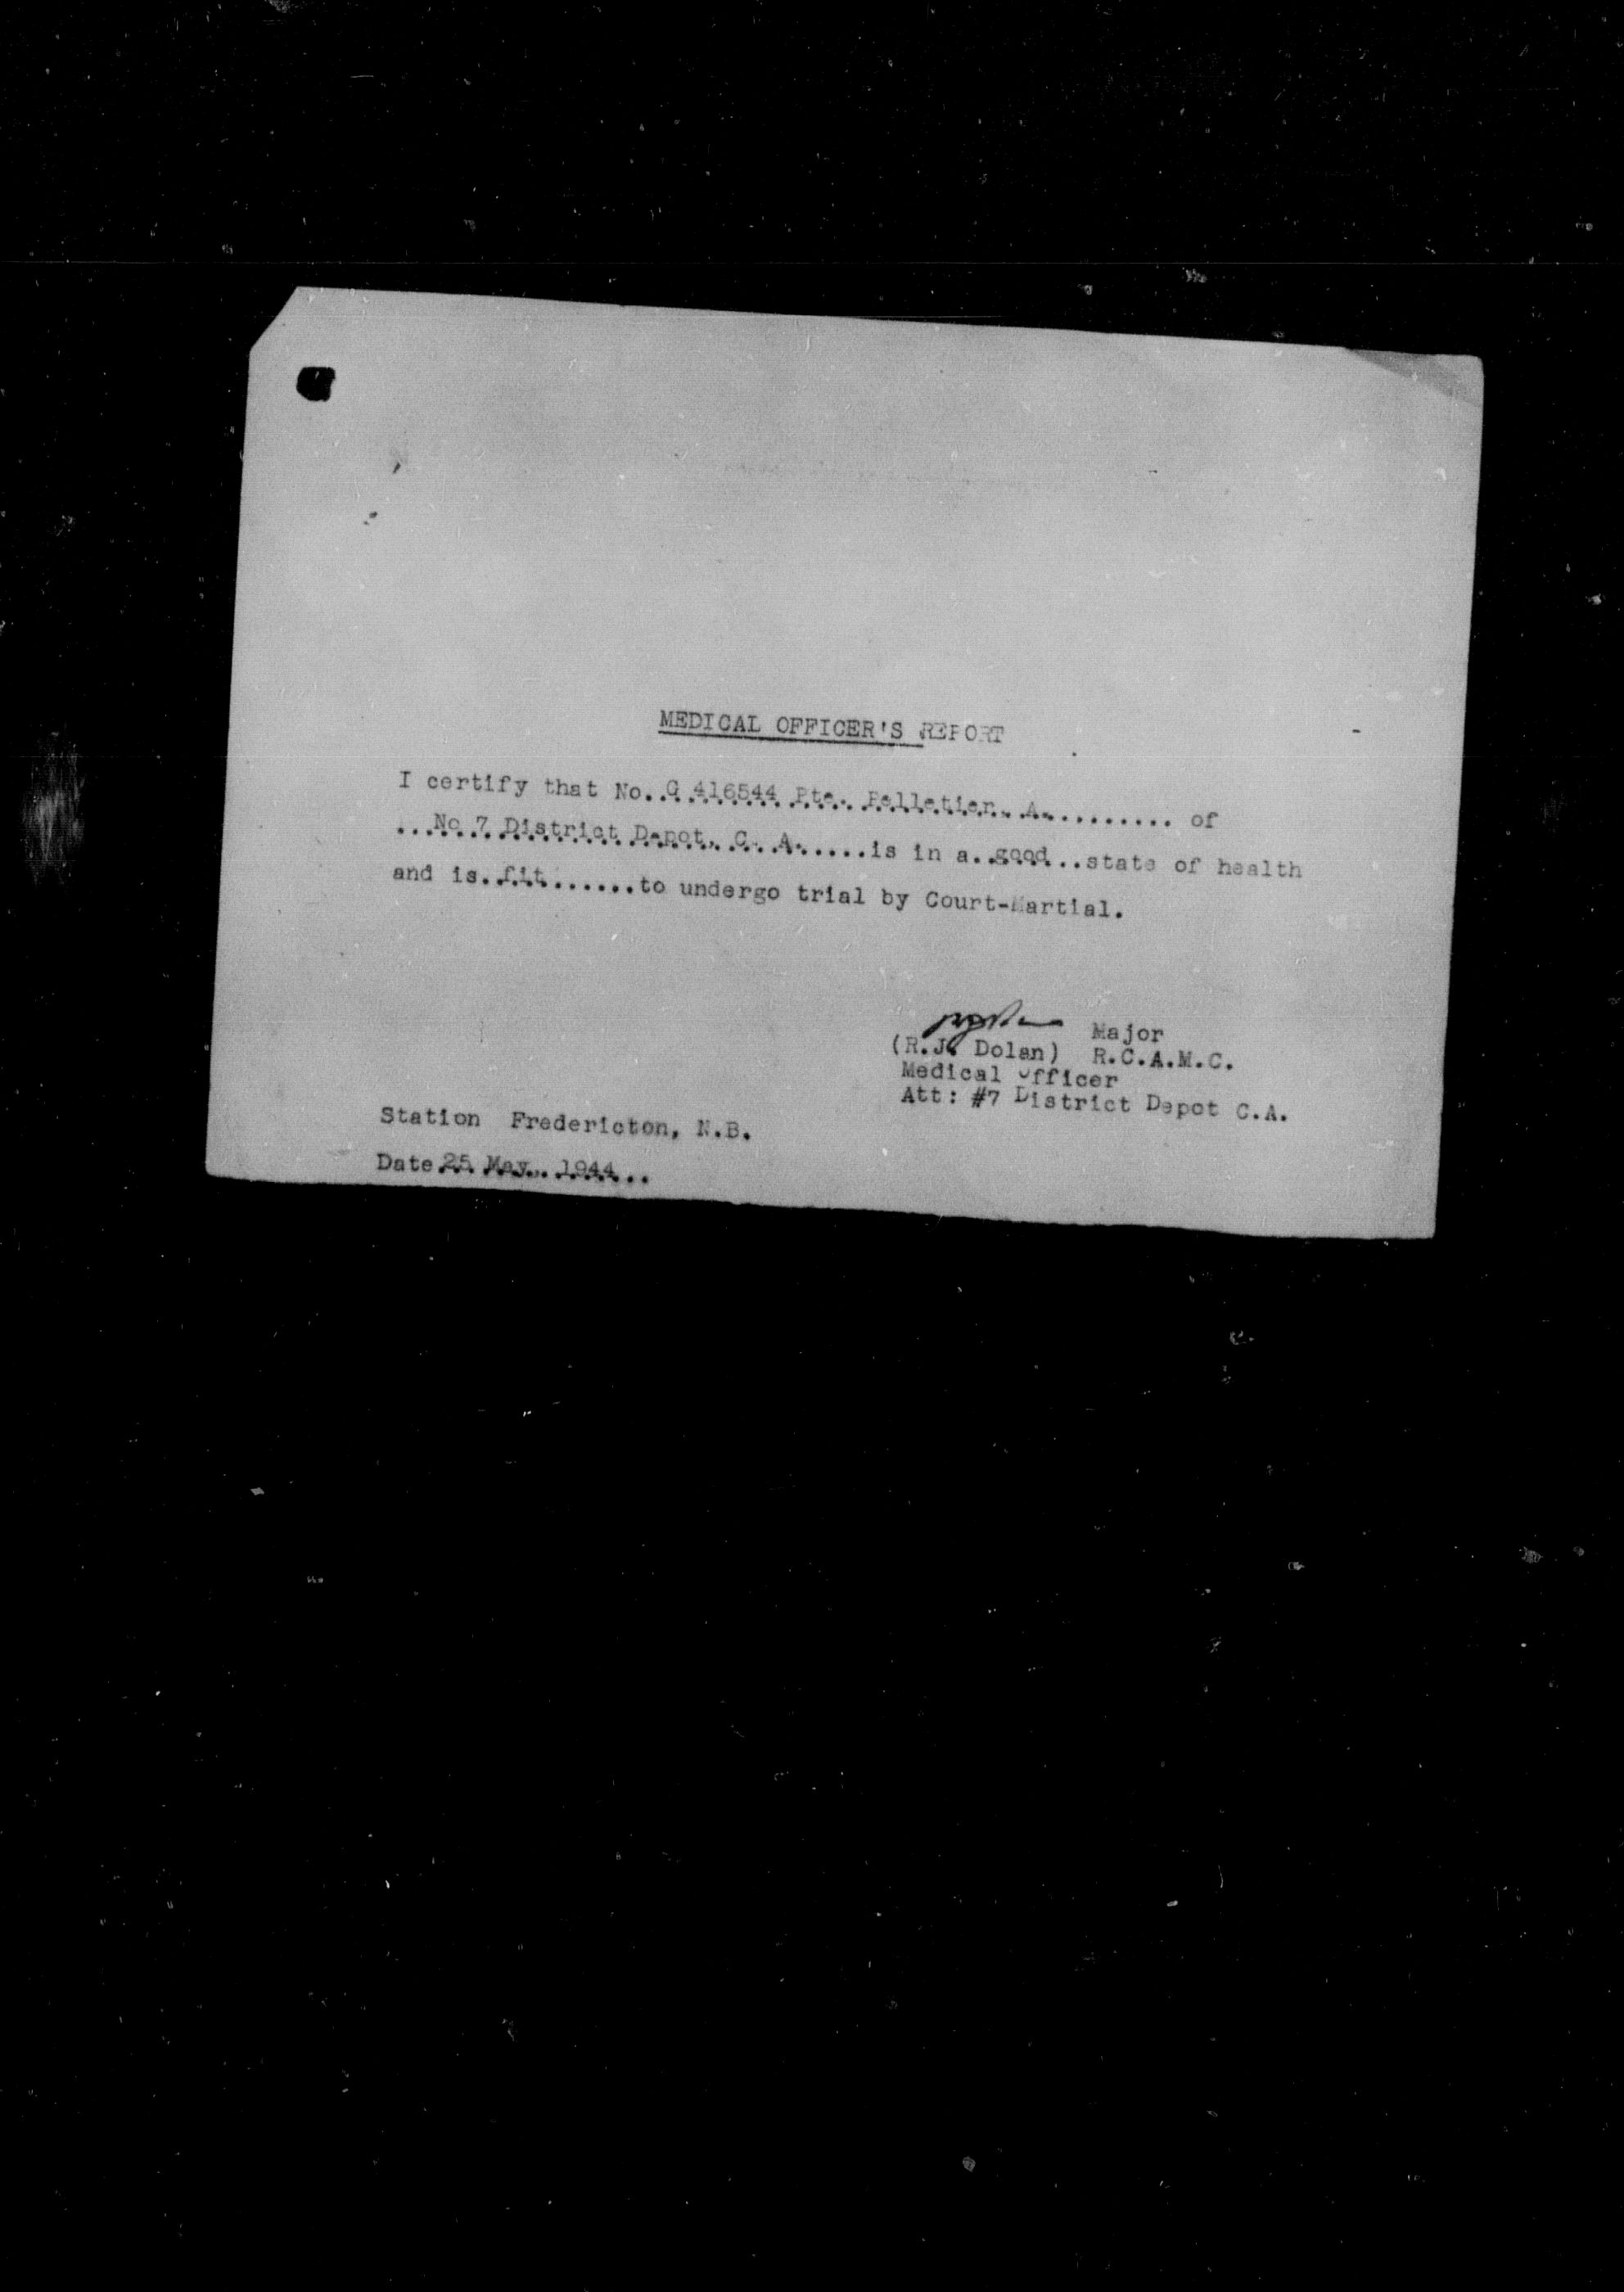 MEDICAL OFFICER'S REPORT
I certify that No. G 416544 Pte. Pelletier, A.......... of
...No 7 District Depot, C. A......is in a..good...state of health
and is..fit.......to undergo trial by Court-Martial.
Major
(R.J. Dolan) R.C.A.M.C.
Medical Officer
Att: #7 District Depot C.A.
Station Fredericton, N.B.
Date 25 May, 1944...